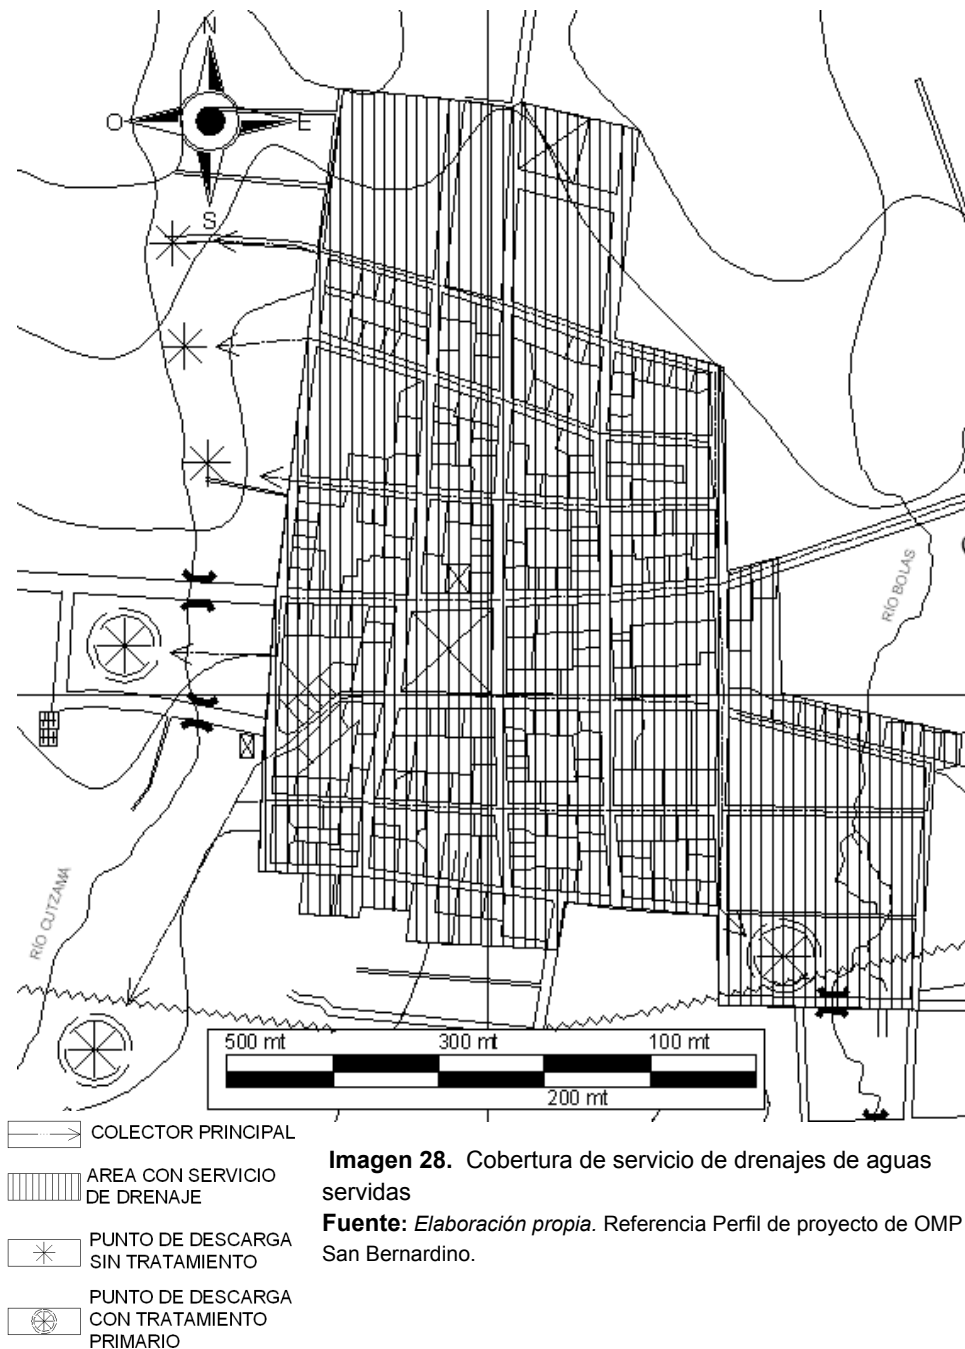 N
O
E
S
RÍO BOLAS
RÍO CUTZAMÁ
500 mt
300 mt
100 mt
200 mt
COLECTOR PRINCIPAL
AREA CON SERVICIO
DE DRENAJE
PUNTO DE DESCARGA
SIN TRATAMIENTO
PUNTO DE DESCARGA
CON TRATAMIENTO
PRIMARIO
Imagen 28. Cobertura de servicio de drenajes de aguas
servidas
Fuente: Elaboración propia. Referencia Perfil de proyecto de OMP
San Bernardino.